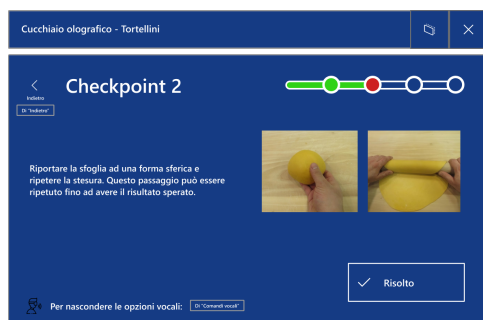 Cucchiaio olografico - Tortellini
Indietro
Checkpoint 2
Di "Indietro"
Riportare la sfoglia ad una forma sferica e
ripetere la stesura. Questo passaggio può essere
ripetuto fino ad avere il risultato sperato.
Risolto
Per nascondere le opzioni vocali:
Di "Comandi vocali"